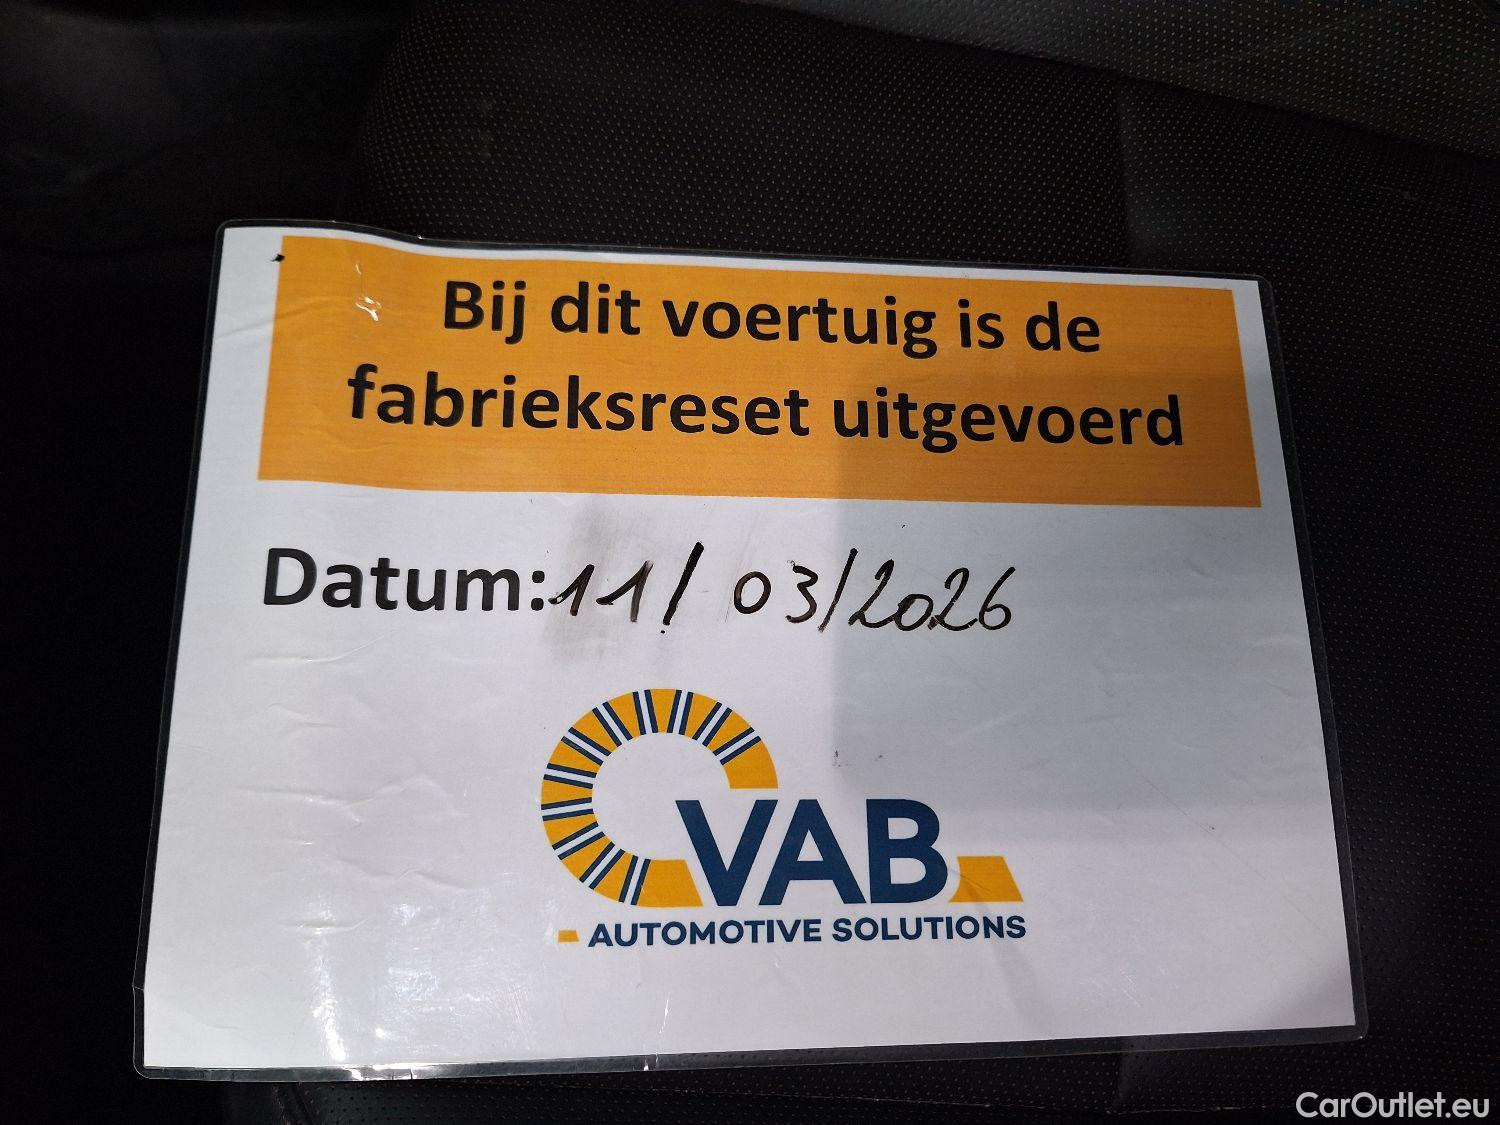 Bij dit voertuig is de
fabrieksreset uitgevoerd
Datum: 11/03/2026
VAB
AUTOMOTIVE SOLUTIONS
CarOutlet.eu